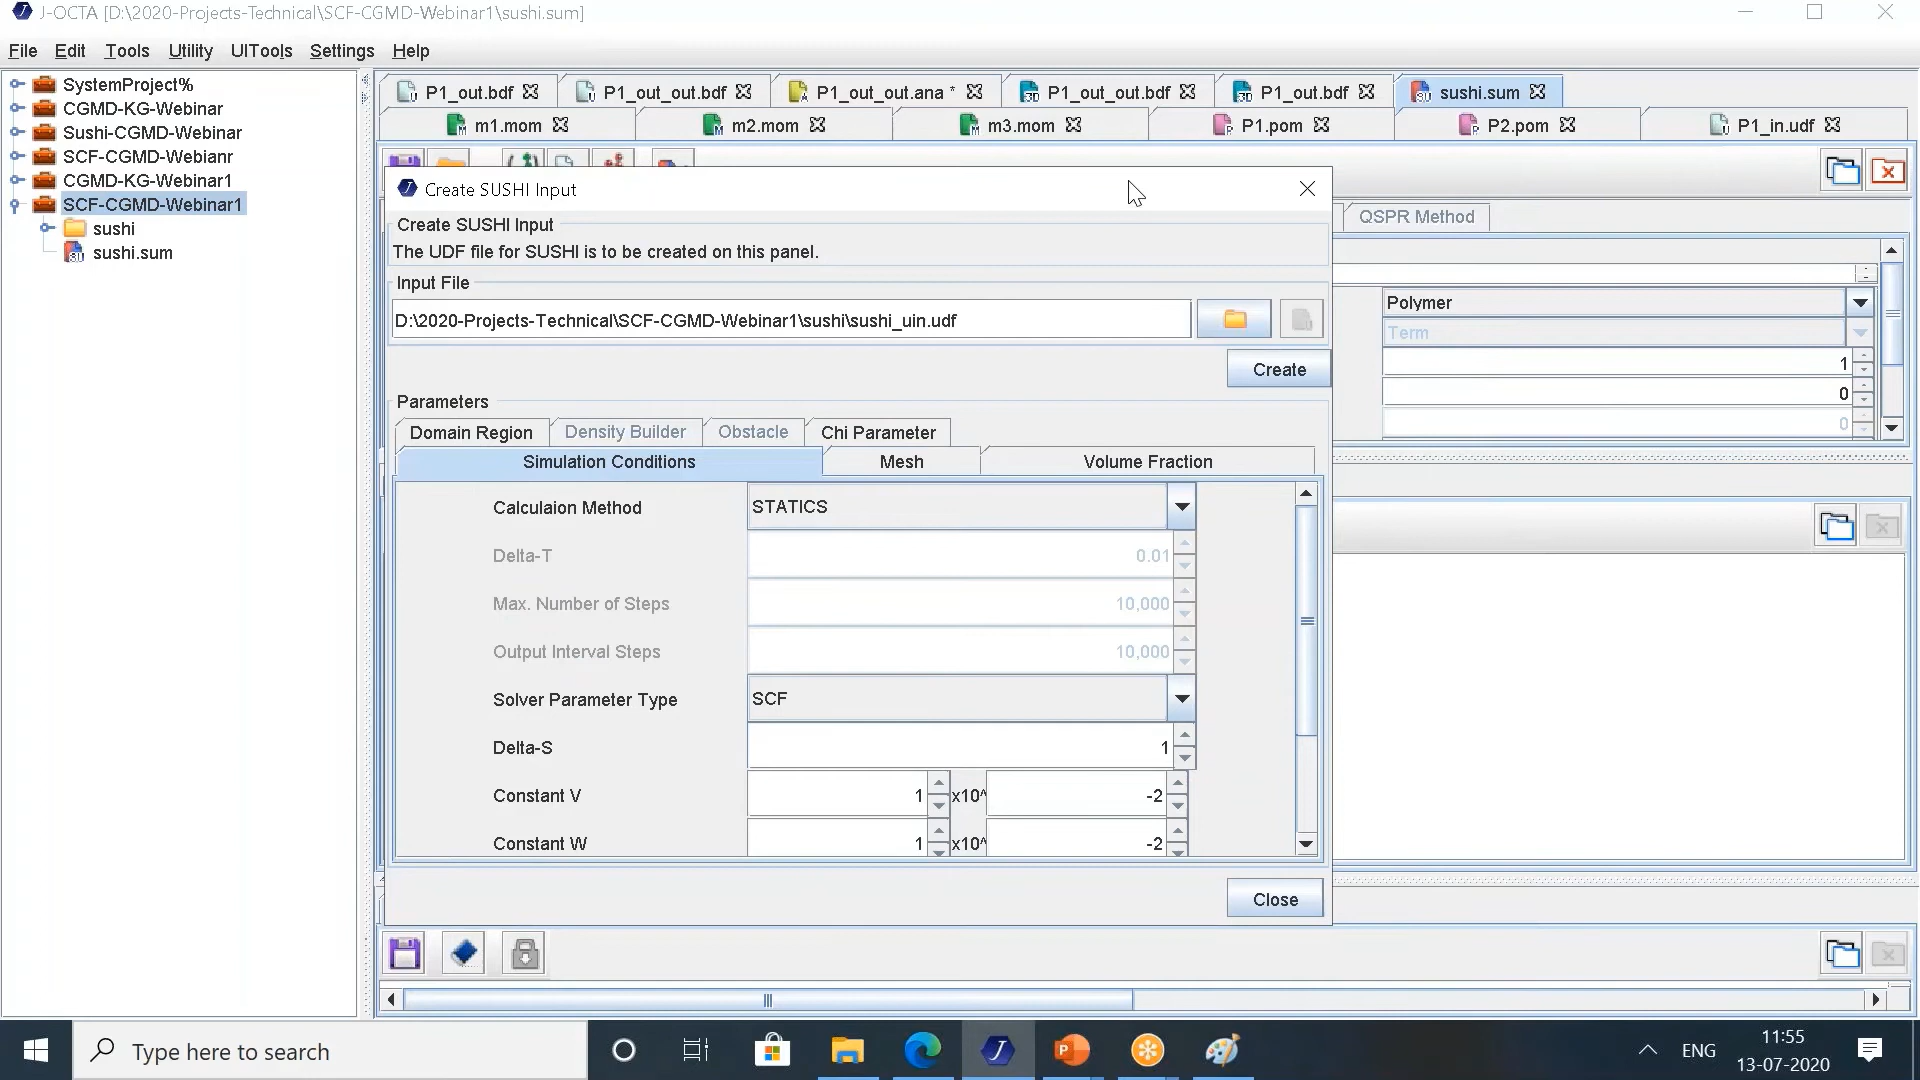 J-OCTA [D:\2020-Projects-Technical\SCF-CGMD-Webinar1\sushi.sum]
File Edit Tools Utility UITools Settings Help
SystemProject%
CGMD-KG-Webinar
Sushi-CGMD-Webinar
SCF-CGMD-Webianr
CGMD-KG-Webinar1
SCF-CGMD-Webinar1
sushi
sushi.sum
P1_out.bdf P1_out_out.bdf P1_out_out.ana * P1_out_out.bdf P1_out.bdf sushi.sum
m1.mom m2.mom m3.mom P1.pom P2.pom P1_in.udf
Create SUSHI Input
Create SUSHI Input
The UDF file for SUSHI is to be created on this panel.
Input File
D:\2020-Projects-Technical\SCF-CGMD-Webinar1\sushi\sushi_uin.udf
Create
Parameters
Domain Region Density Builder Obstacle Chi Parameter
Simulation Conditions Mesh Volume Fraction
Calculaion Method STATICS
Delta-T 0.01
Max. Number of Steps 10,000
Output Interval Steps 10,000
Solver Parameter Type SCF
Delta-S 1
Constant V 1 x10^ -2
Constant W 1 x10^ -2
Close
QSPR Method
Polymer
Term
1
0
0
Type here to search
ENG
11:55
13-07-2020